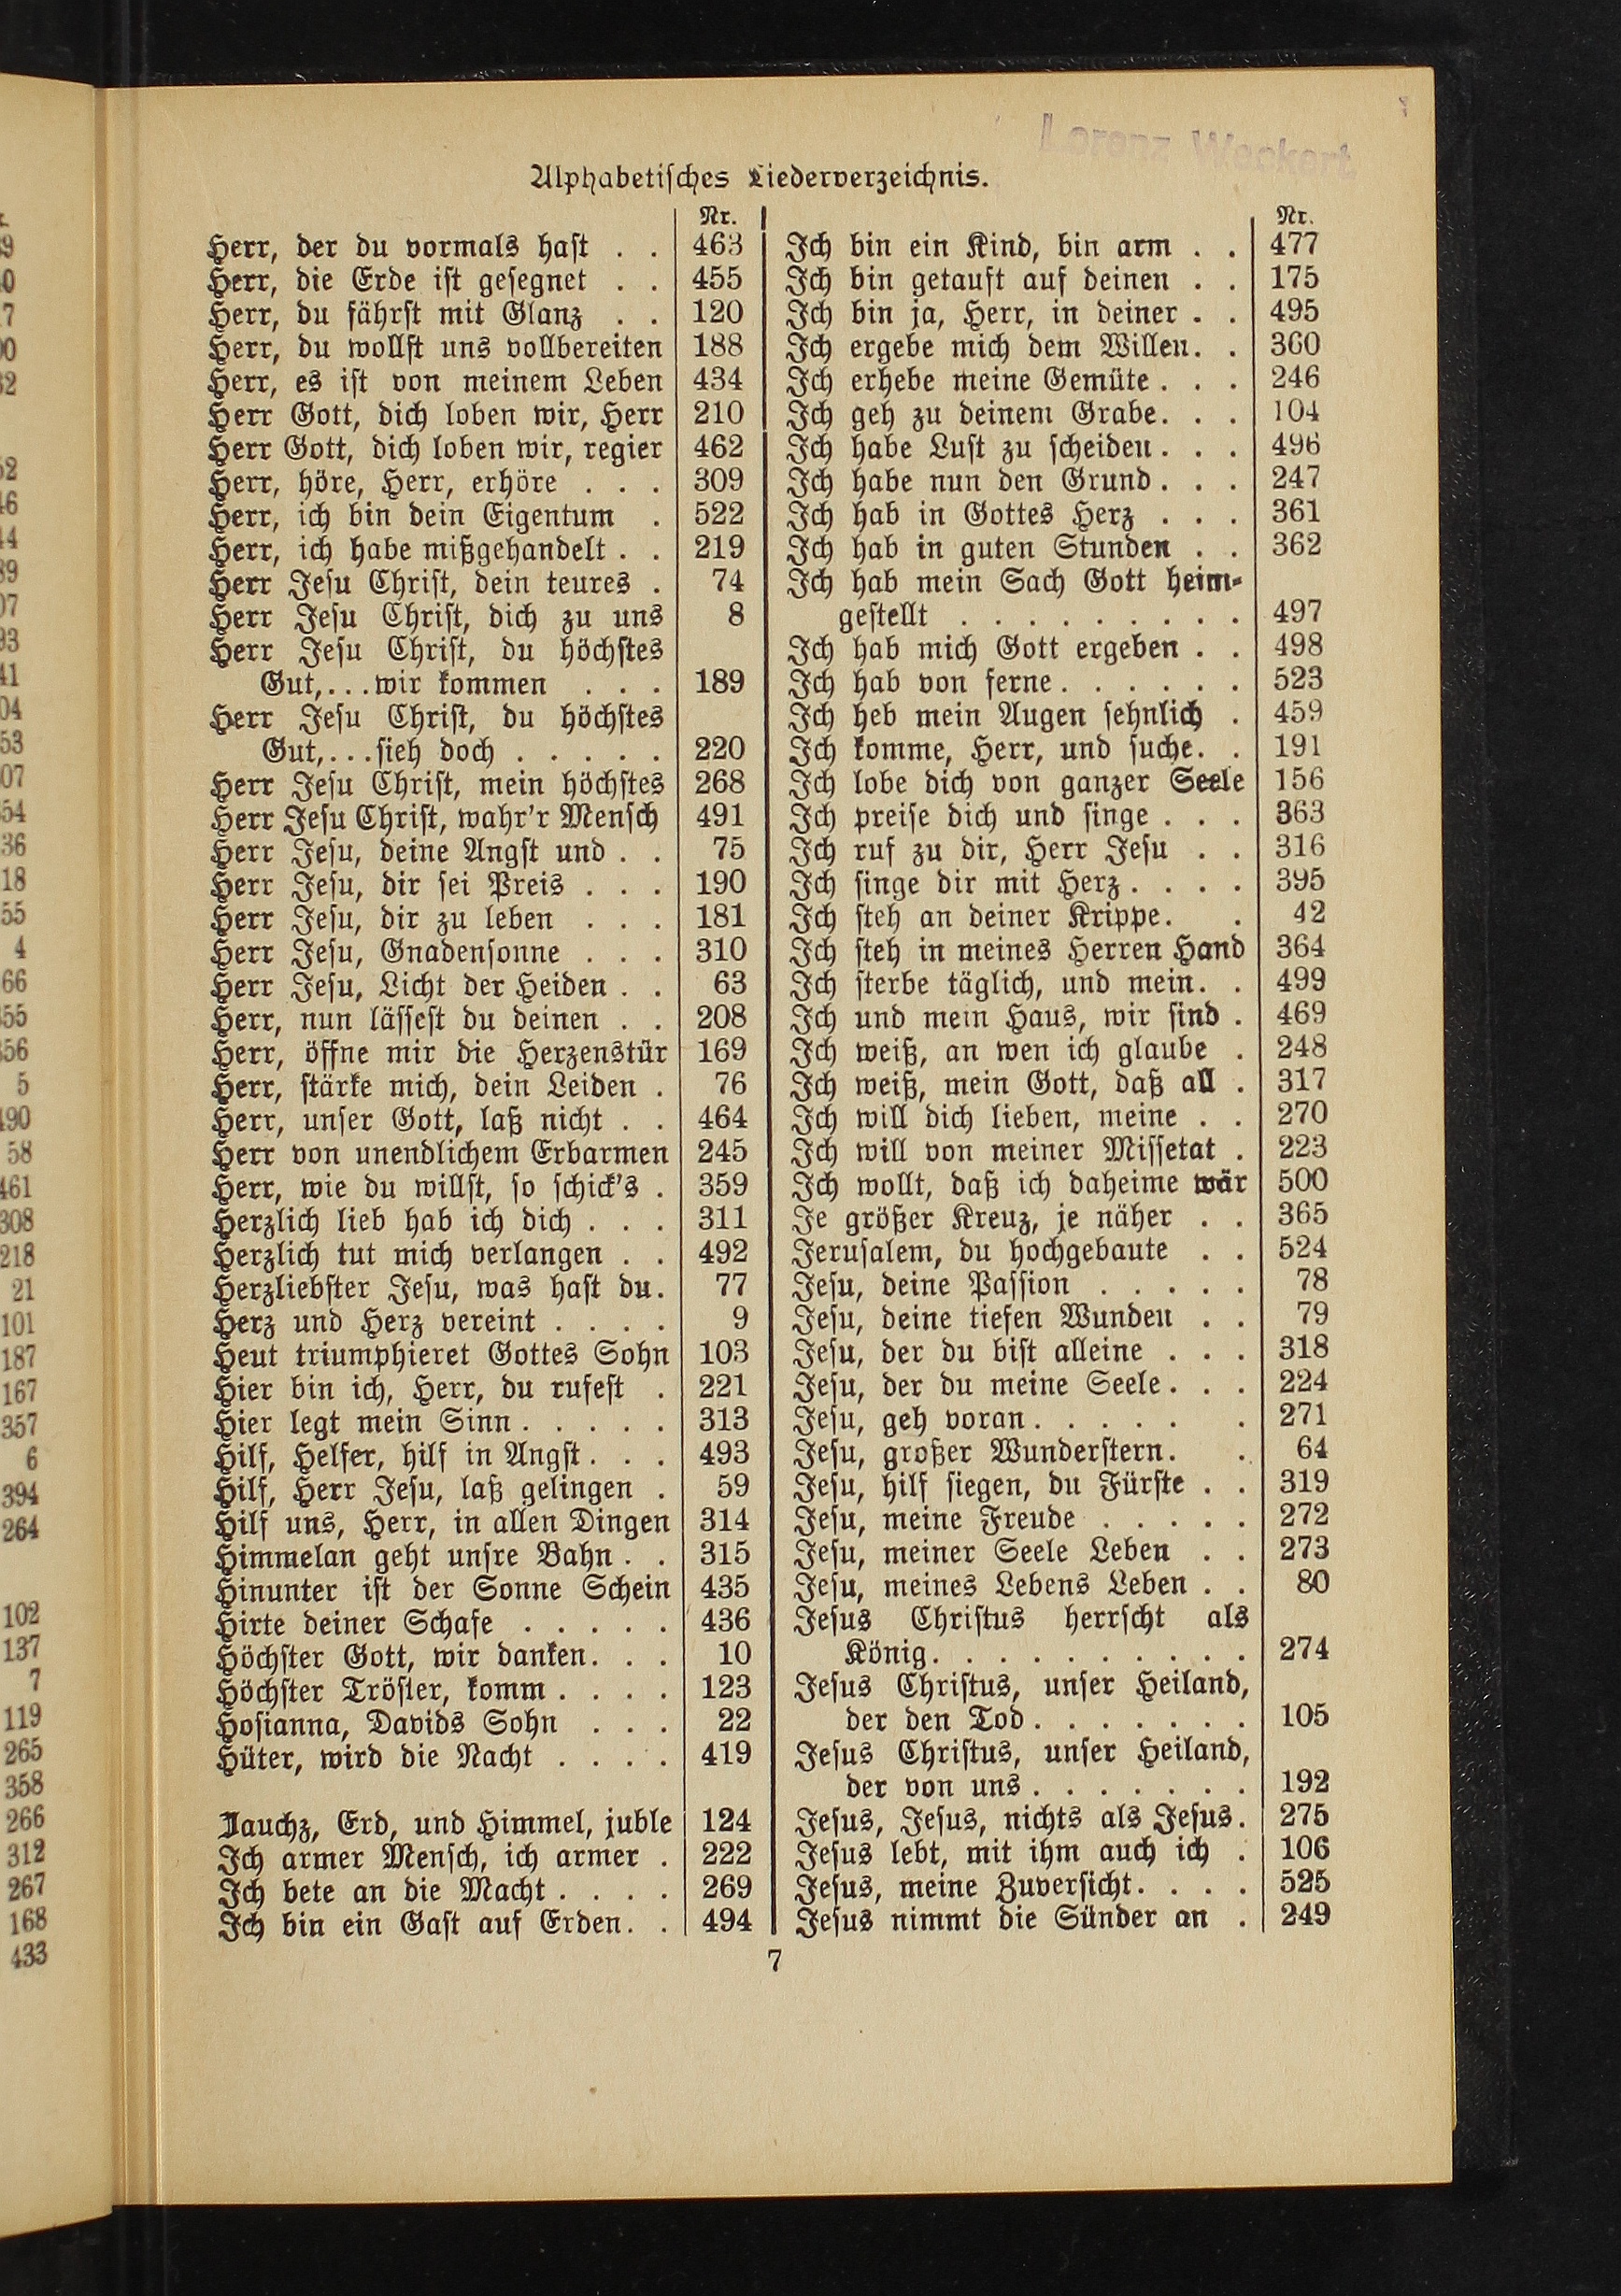 Lorenz Weckert
Alphabetisches Liederverzeichnis.
Nr.
Herr, der du vormals hast . . 463
Herr, die Erde ist gesegnet . . 455
Herr, du fährst mit Glanz . . 120
Herr, du wollst uns vollbereiten 188
Herr, es ist von meinem Leben 434
Herr Gott, dich loben wir, Herr 210
Herr Gott, dich loben wir, regier 462
Herr, höre, Herr, erhöre . . . 309
Herr, ich bin dein Eigentum . 522
Herr, ich habe mißgehandelt . . 219
Herr Jesu Christ, dein teures . 74
Herr Jesu Christ, dich zu uns 8
Herr Jesu Christ, du höchstes
Gut,...wir kommen . . . 189
Herr Jesu Christ, du höchstes
Gut,...sieh doch . . . . . 220
Herr Jesu Christ, mein höchstes 268
Herr Jesu Christ, wahr'r Mensch 491
Herr Jesu, deine Angst und . . 75
Herr Jesu, dir sei Preis . . . 190
Herr Jesu, dir zu leben . . . 181
Herr Jesu, Gnadensonne . . . 310
Herr Jesu, Licht der Heiden . . 63
Herr, nun lässest du deinen . . 208
Herr, öffne mir die Herzenstür 169
Herr, stärke mich, dein Leiden . 76
Herr, unser Gott, laß nicht . . 464
Herr von unendlichem Erbarmen 245
Herr, wie du willst, so schick's . 359
Herzlich lieb hab ich dich . . . 311
Herzlich tut mich verlangen . . 492
Herzliebster Jesu, was hast du. 77
Herz und Herz vereint . . . . 9
Heut triumphieret Gottes Sohn 103
Hier bin ich, Herr, du rufest . 221
Hier legt mein Sinn . . . . . 313
Hilf, Helfer, hilf in Angst . . . 493
Hilf, Herr Jesu, laß gelingen . 59
Hilf uns, Herr, in allen Dingen 314
Himmelan geht unsre Bahn . . 315
Hinunter ist der Sonne Schein 435
Hirte deiner Schafe . . . . . 436
Höchster Gott, wir danken. . . 10
Höchster Tröster, komm . . . . 123
Hosianna, Davids Sohn . . . 22
Hüter, wird die Nacht . . . . 419
Jauchz, Erd, und Himmel, juble 124
Ich armer Mensch, ich armer . 222
Ich bete an die Macht . . . . 269
Ich bin ein Gast auf Erden. . 494
Nr.
Ich bin ein Kind, bin arm . . 477
Ich bin getauft auf deinen . . 175
Ich bin ja, Herr, in deiner . . 495
Ich ergebe mich dem Willen. . 360
Ich erhebe meine Gemüte . . . 246
Ich geh zu deinem Grabe. . . 104
Ich habe Lust zu scheiden . . . 496
Ich habe nun den Grund . . . 247
Ich hab in Gottes Herz . . . 361
Ich hab in guten Stunden . . 362
Ich hab mein Sach Gott heim-
gestellt . . . . . . . . . 497
Ich hab mich Gott ergeben . . 498
Ich hab von ferne . . . . . . 523
Ich heb mein Augen sehnlich . 459
Ich komme, Herr, und suche. . 191
Ich lobe dich von ganzer Seele 156
Ich preise dich und singe . . . 363
Ich ruf zu dir, Herr Jesu . . 316
Ich singe dir mit Herz . . . . 395
Ich steh an deiner Krippe. . 42
Ich steh in meines Herren Hand 364
Ich sterbe täglich, und mein. . 499
Ich und mein Haus, wir sind . 469
Ich weiß, an wen ich glaube . 248
Ich weiß, mein Gott, daß all . 317
Ich will dich lieben, meine . . 270
Ich will von meiner Missetat . 223
Ich wollt, daß ich daheime wär 500
Je größer Kreuz, je näher . . 365
Jerusalem, du hochgebaute . . 524
Jesu, deine Passion . . . . . 78
Jesu, deine tiefen Wunden . . 79
Jesu, der du bist alleine . . . 318
Jesu, der du meine Seele . . . 224
Jesu, geh voran . . . . . . 271
Jesu, großer Wunderstern. . 64
Jesu, hilf siegen, du Fürste . . 319
Jesu, meine Freude . . . . . 272
Jesu, meiner Seele Leben . . 273
Jesu, meines Lebens Leben . . 80
Jesus Christus herrscht als
König . . . . . . . . . . 274
Jesus Christus, unser Heiland,
der den Tod . . . . . . . 105
Jesus Christus, unser Heiland,
der von uns . . . . . . . 192
Jesus, Jesus, nichts als Jesus. 275
Jesus lebt, mit ihm auch ich . 106
Jesus, meine Zuversicht. . . . 525
Jesus nimmt die Sünder an . 249
7